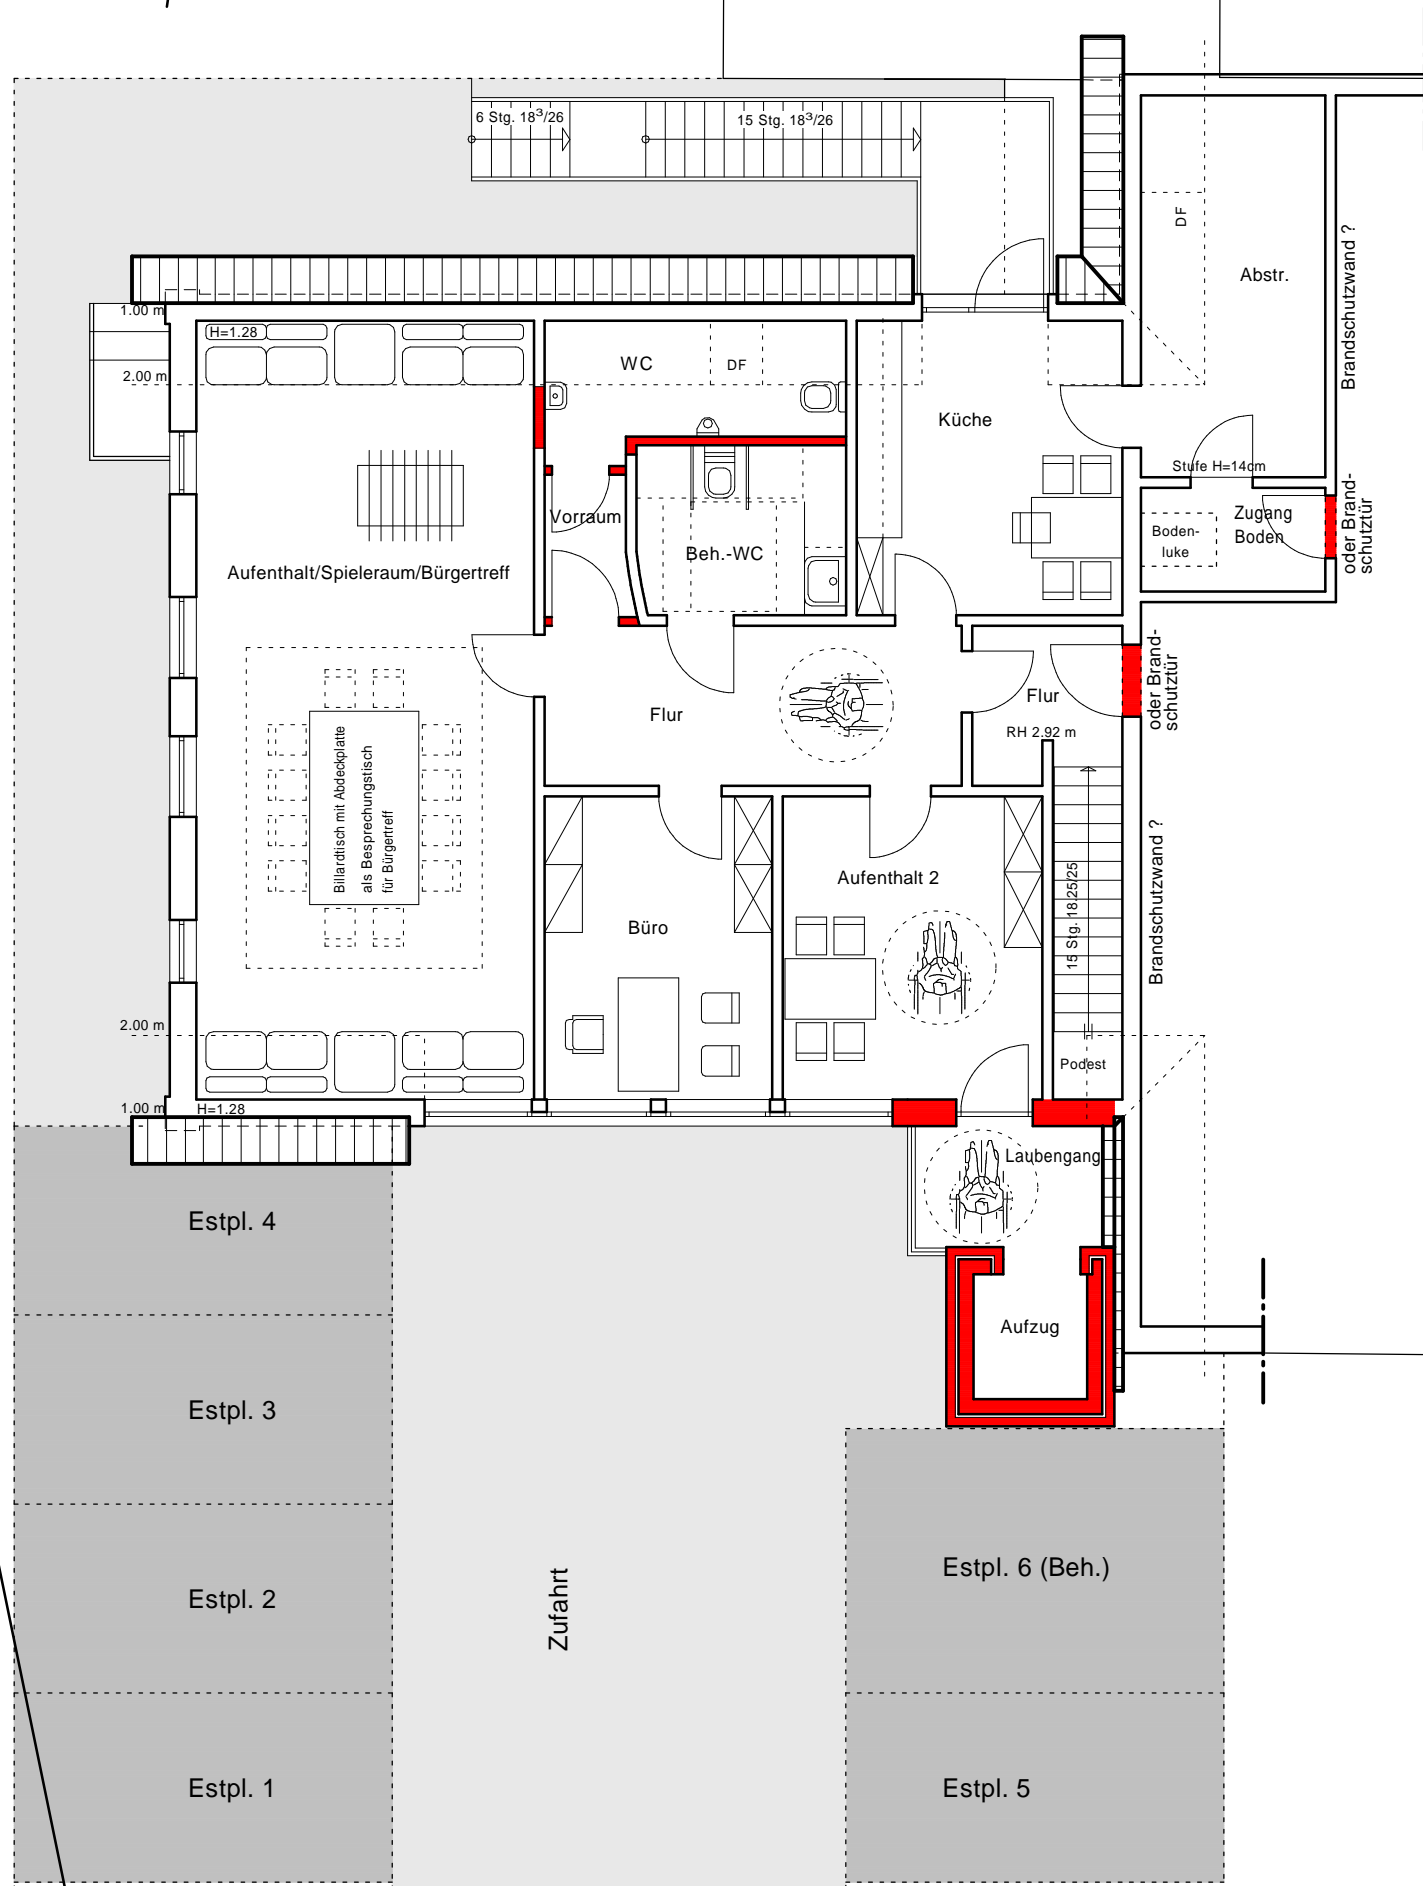 6 Stg. 18³/26
15 Stg. 18³/26
DF
Abstr.
Brandschutzwand ?
1.00 m
H=1.28
2.00 m
WC
DF
Küche
Stufe H=14cm
Vorraum
Beh.-WC
Boden-
luke
Zugang
Boden
oder Brand-
schutztür
Aufenthalt/Spieleraum/Bürgertreff
Flur
Flur
RH 2.92 m
oder Brand-
schutztür
Billardtisch mit Abdeckplatte
als Besprechungstisch
für Bürgertreff
Büro
Aufenthalt 2
15 Stg. 18.25/25
Brandschutzwand ?
2.00 m
Podest
1.00 m
H=1.28
Laubengang
Estpl. 4
Aufzug
Estpl. 3
Estpl. 2
Zufahrt
Estpl. 6 (Beh.)
Estpl. 1
Estpl. 5